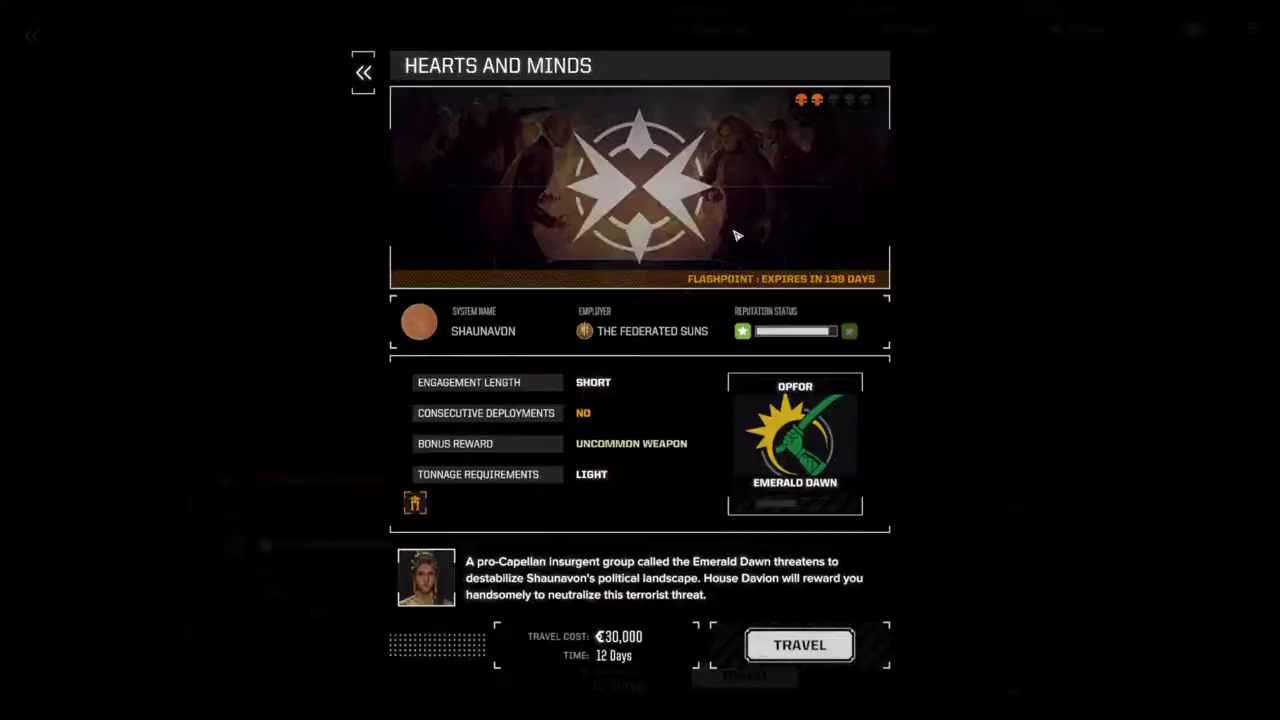 HEARTS AND MINDS
FLASHPOINT : EXPIRES IN 139 DAYS
SYSTEM NAME
SHAUNAVON
EMPLOYER
THE FEDERATED SUNS
REPUTATION STATUS
ENGAGEMENT LENGTH SHORT
CONSECUTIVE DEPLOYMENTS NO
BONUS REWARD UNCOMMON WEAPON
TONNAGE REQUIREMENTS LIGHT
OPFOR
EMERALD DAWN
A pro-Capellan insurgent group called the Emerald Dawn threatens to
destabilize Shaunavon's political landscape. House Davion will reward you
handsomely to neutralize this terrorist threat.
TRAVEL COST: 30,000
TIME: 12 Days
TRAVEL